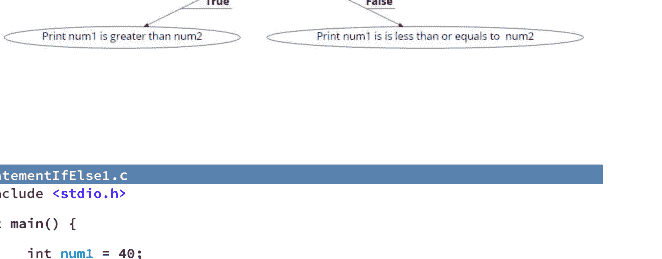 True False
Print num1 is greater than num2 Print num1 is is less than or equals to num2
atementIfElse1.c
nclude <stdio.h>
t main() {
int num1 = 40;